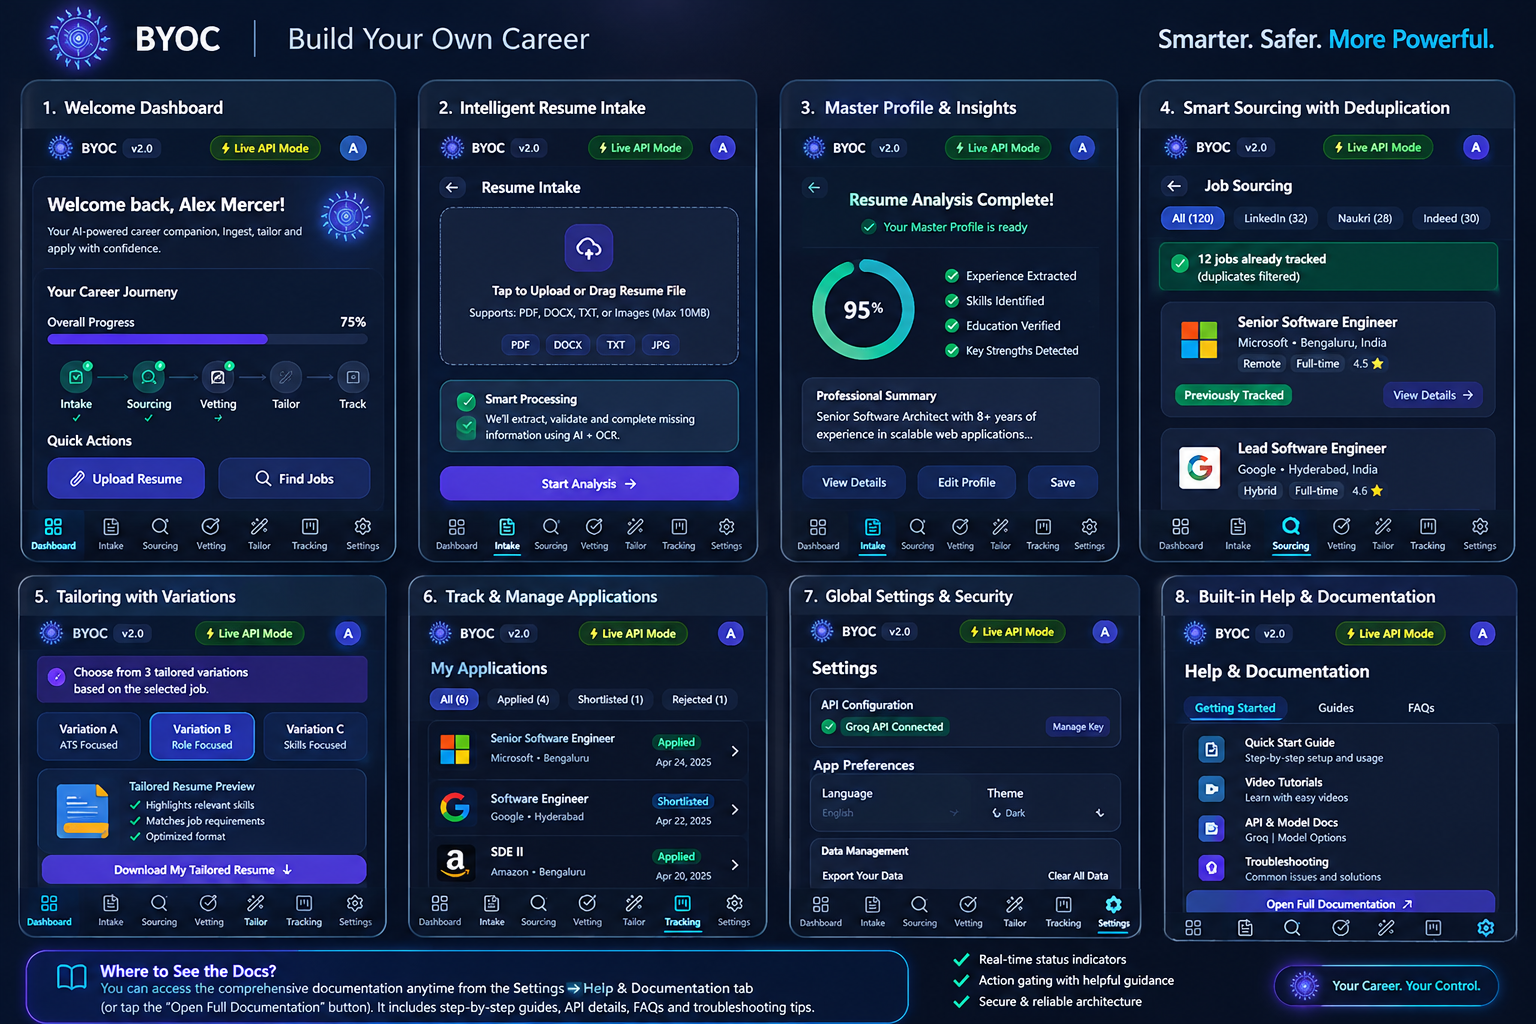 BYOC
Build Your Own Career
Smarter. Safer. More Powerful.
1. Welcome Dashboard
BYOC v2.0 Live API Mode A
Welcome back, Alex Mercer!
Your AI-powered career companion, Ingest, tailor and
apply with confidence.
Your Career Journeny
Overall Progress 75%
Intake Sourcing Vetting Tailor Track
Quick Actions
Upload Resume Find Jobs
Dashboard Intake Sourcing Vetting Tailor Tracking Settings
2. Intelligent Resume Intake
BYOC v2.0 Live API Mode A
Resume Intake
Tap to Upload or Drag Resume File
Supports: PDF, DOCX, TXT, or Images (Max 10MB)
PDF DOCX TXT JPG
Smart Processing
We'll extract, validate and complete missing
information using AI + OCR.
Start Analysis →
Dashboard Intake Sourcing Vetting Tailor Tracking Settings
3. Master Profile & Insights
BYOC v2.0 Live API Mode A
Resume Analysis Complete!
Your Master Profile is ready
95%
Experience Extracted
Skills Identified
Education Verified
Key Strengths Detected
Professional Summary
Senior Software Architect with 8+ years of
experience in scalable web applications...
View Details Edit Profile Save
Dashboard Intake Sourcing Vetting Tailor Tracking Settings
4. Smart Sourcing with Deduplication
BYOC v2.0 Live API Mode A
Job Sourcing
All (120) LinkedIn (32) Naukri (28) Indeed (30)
12 jobs already tracked
(duplicates filtered)
Senior Software Engineer
Microsoft • Bengaluru, India
Remote Full-time 4.5
Previously Tracked View Details →
Lead Software Engineer
Google • Hyderabad, India
Hybrid Full-time 4.6
Dashboard Intake Sourcing Vetting Tailor Tracking Settings
5. Tailoring with Variations
BYOC v2.0 Live API Mode A
Choose from 3 tailored variations
based on the selected job.
Variation A Variation B Variation C
ATS Focused Role Focused Skills Focused
Tailored Resume Preview
Highlights relevant skills
Matches job requirements
Optimized format
Download My Tailored Resume ↓
Dashboard Intake Sourcing Vetting Tailor Tracking Settings
6. Track & Manage Applications
BYOC v2.0 Live API Mode A
My Applications
All (6) Applied (4) Shortlisted (1) Rejected (1)
Senior Software Engineer Applied
Microsoft • Bengaluru Apr 24, 2025
Software Engineer Shortlisted
Google • Hyderabad Apr 22, 2025
SDE II Applied
Amazon • Bengaluru Apr 20, 2025
Dashboard Intake Sourcing Vetting Tailor Tracking Settings
7. Global Settings & Security
BYOC v2.0 Live API Mode A
Settings
API Configuration
Groq API Connected Manage Key
App Preferences
Language Theme
English Dark
Data Management
Export Your Data Clear All Data
Dashboard Intake Sourcing Vetting Tailor Tracking Settings
8. Built-in Help & Documentation
BYOC v2.0 Live API Mode A
Help & Documentation
Getting Started Guides FAQs
Quick Start Guide
Step-by-step setup and usage
Video Tutorials
Learn with easy videos
API & Model Docs
Groq | Model Options
Troubleshooting
Common issues and solutions
Open Full Documentation ↗
Where to See the Docs?
You can access the comprehensive documentation anytime from the Settings → Help & Documentation tab
(or tap the "Open Full Documentation" button). It includes step-by-step guides, API details, FAQs and troubleshooting tips.
Real-time status indicators
Action gating with helpful guidance
Secure & reliable architecture
Your Career. Your Control.